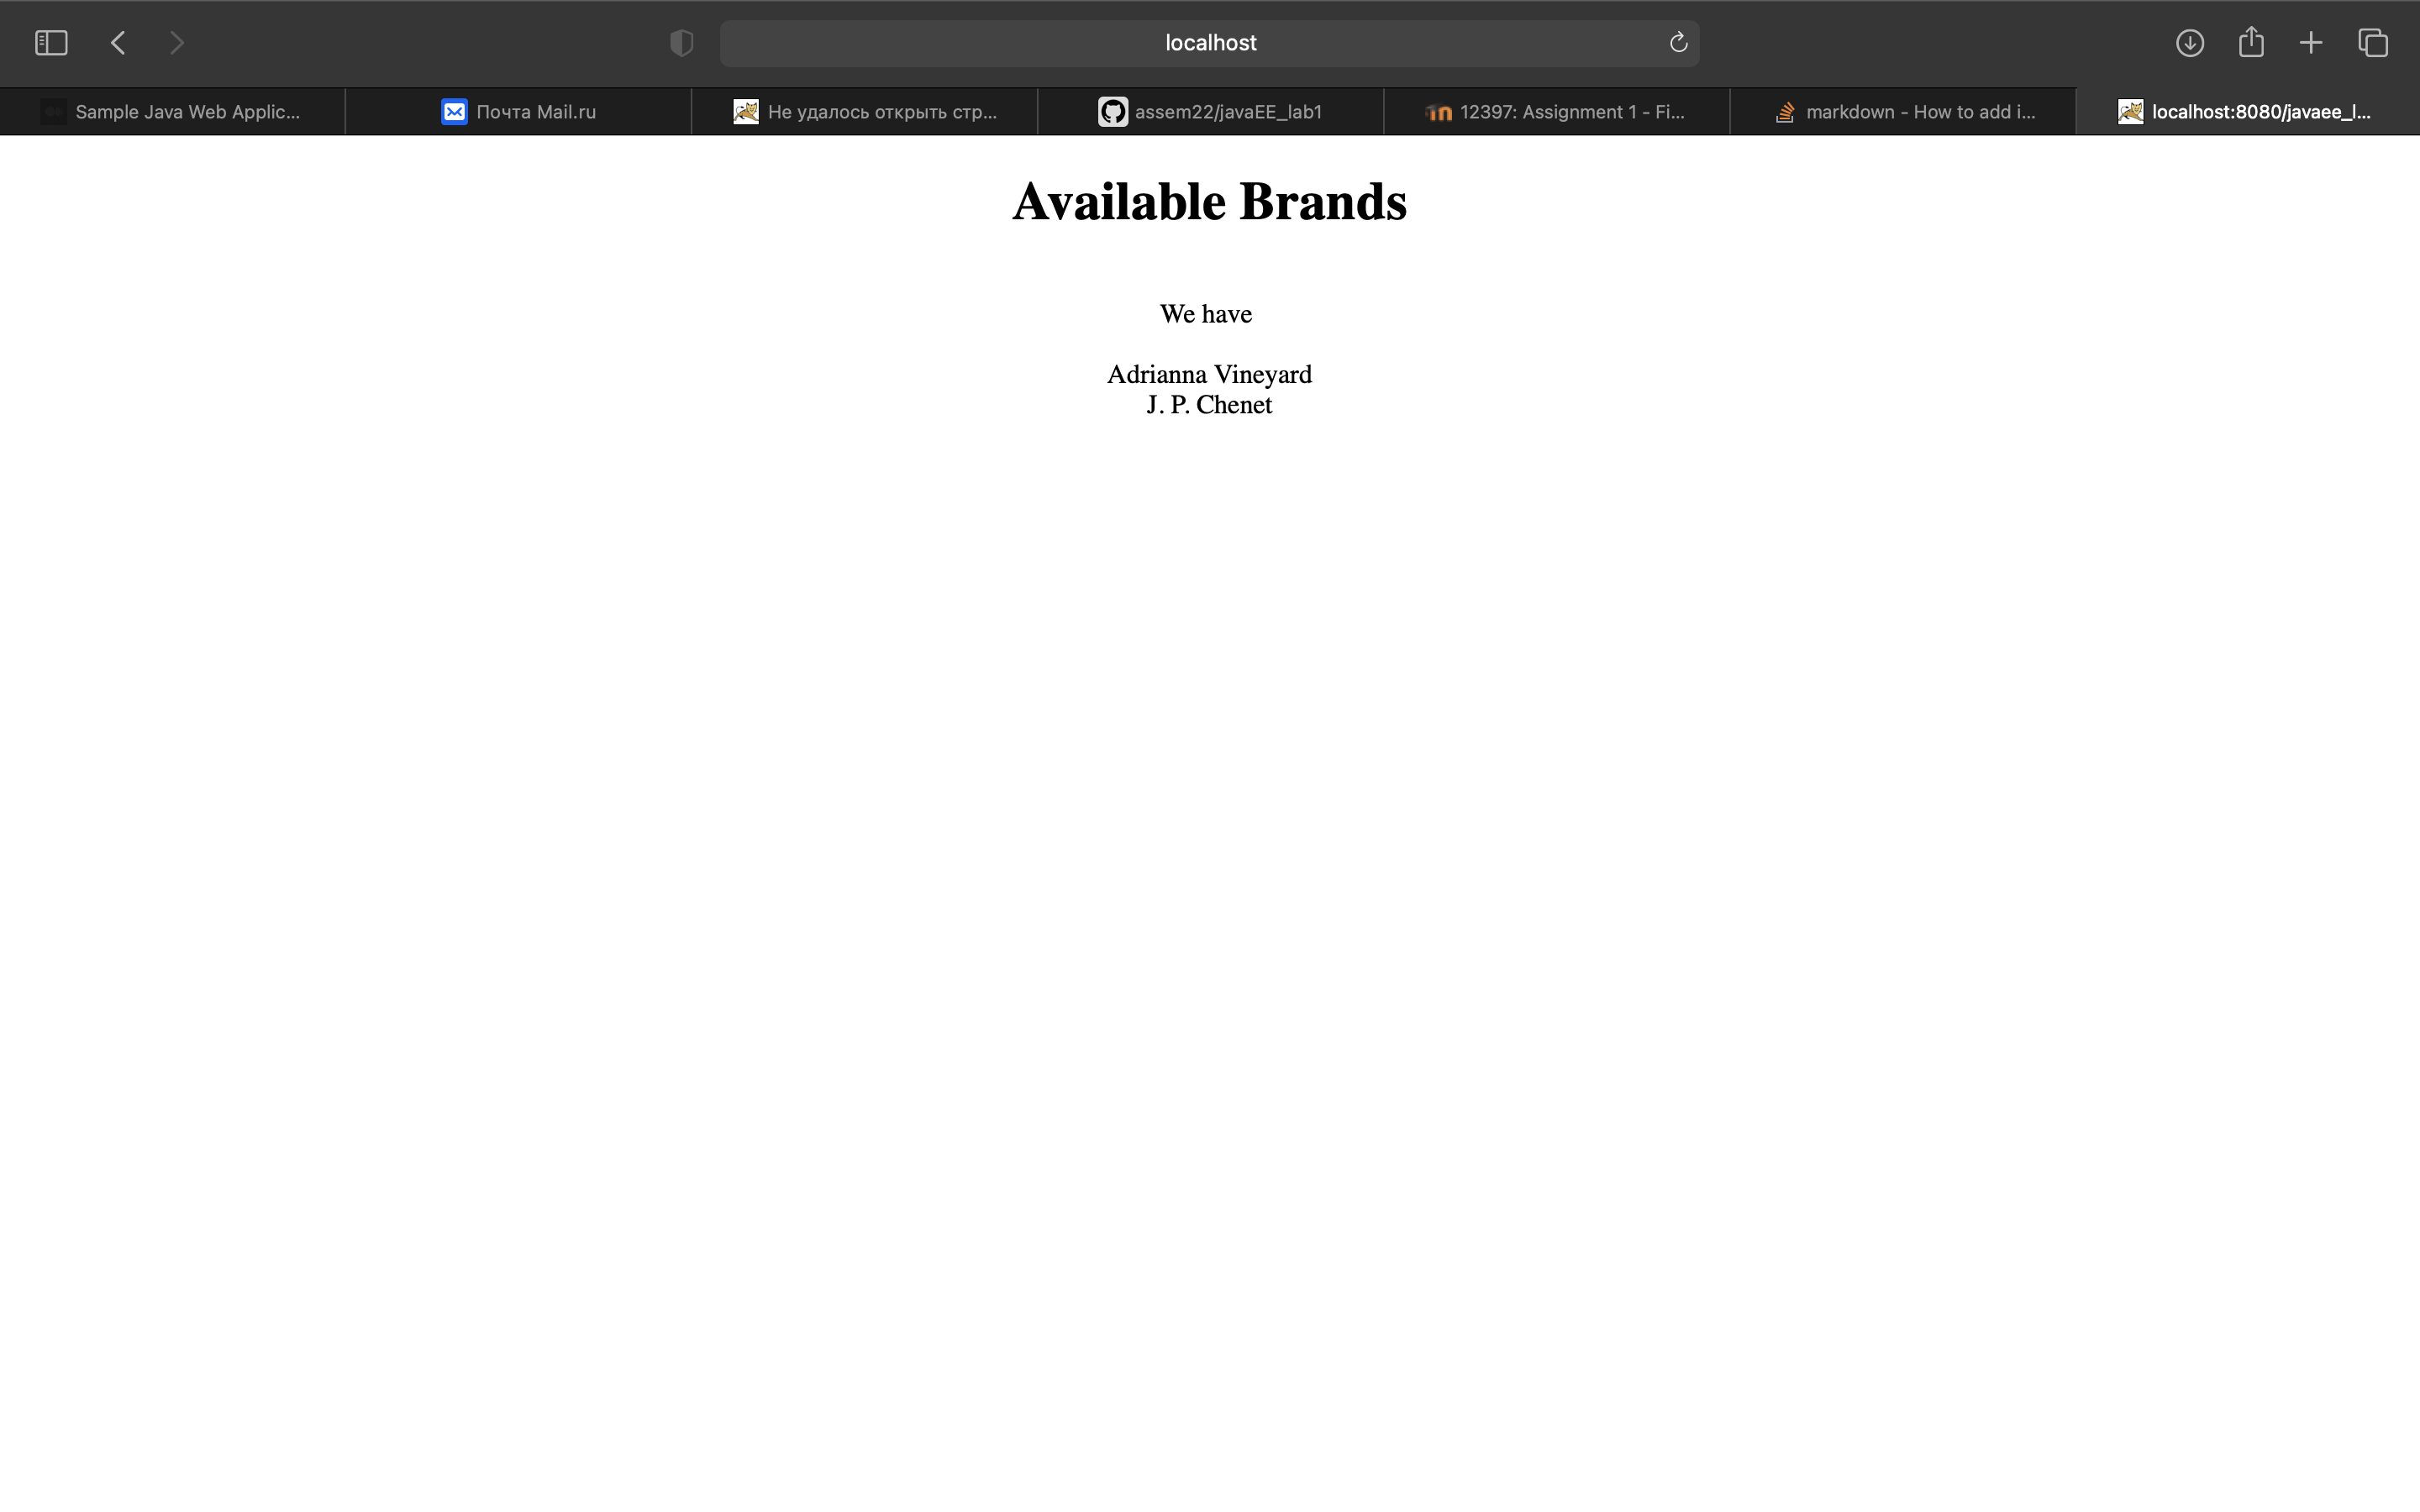 localhost
Sample Java Web Applic...
Почта Mail.ru
Не удалось открыть стр...
assem22/javaEE_lab1
12397: Assignment 1 - Fi...
markdown - How to add i...
localhost:8080/javaee_l...
Available Brands
We have
Adrianna Vineyard
J. P. Chenet